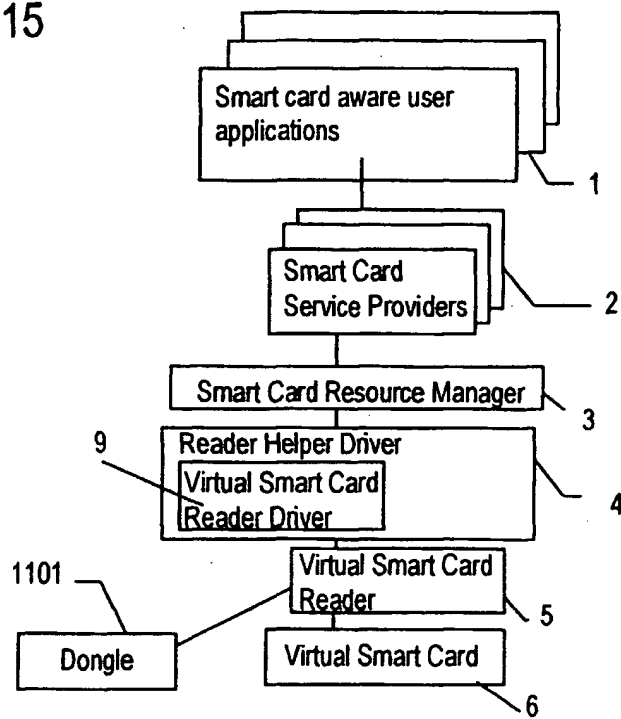 15
Smart card aware user
applications
1
Smart Card
Service Providers
2
Smart Card Resource Manager
3
Reader Helper Driver
9
Virtual Smart Card
Reader Driver
4
1101
Virtual Smart Card
Reader
5
Dongle
Virtual Smart Card
6